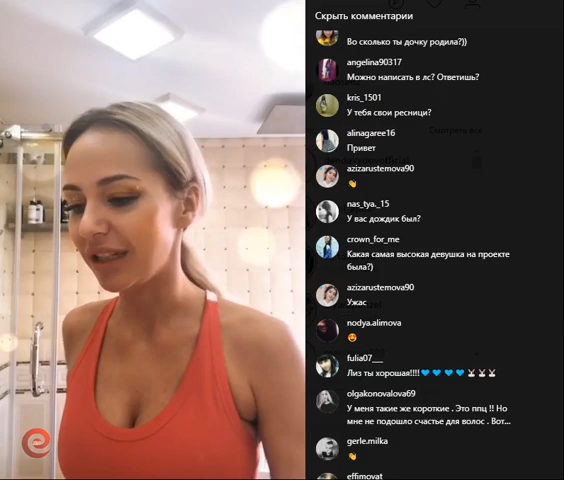 Скрыть комментарии
Во сколько ты дочку родила?))
angelina90317
Можно написать в лс? Ответишь?
kris_1501
У тебя свои ресници?
alinagaree16
Привет
azizarustemova90
👏
nas_tya._15
У вас дождик был?
crown_for_me
Какая самая высокая девушка на проекте
была?)
azizarustemova90
Ужас
nodya.alimova
😍
fulia07___
Лиз ты хорошая!!!!💙💙💙💙🐰🐰🐰
olgakonovalova69
У меня такие же короткие . Это ппц !! Но
мне не подошло счастье для волос . Вот...
gerle.milka
👏
effimovat
Смотреть все